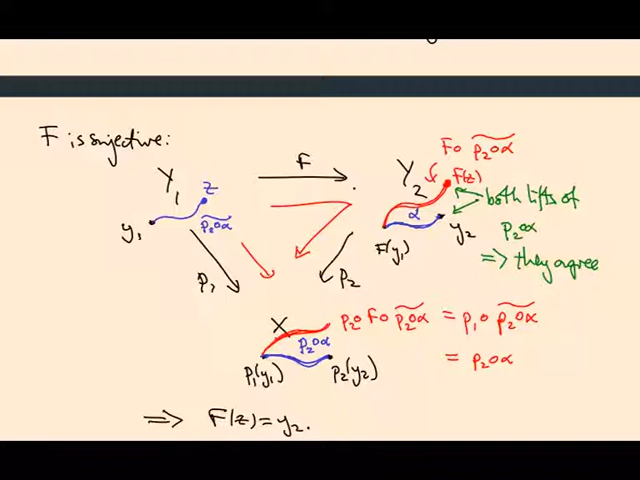 F is surjective:
F
F∘p₂∘α
Y₁
Y₂
F(z)
z
α
both lifts of
y₁
p₂∘α
y₂
p₂∘α
F(y₁)
⇒ they agree
p₁
p₂
X
p₂∘F∘p₂∘α = p₁∘p₂∘α
p₂∘α
= p₂∘α
p₁(y₁)
p₂(y₂)
⇒ F(z)=y₂.